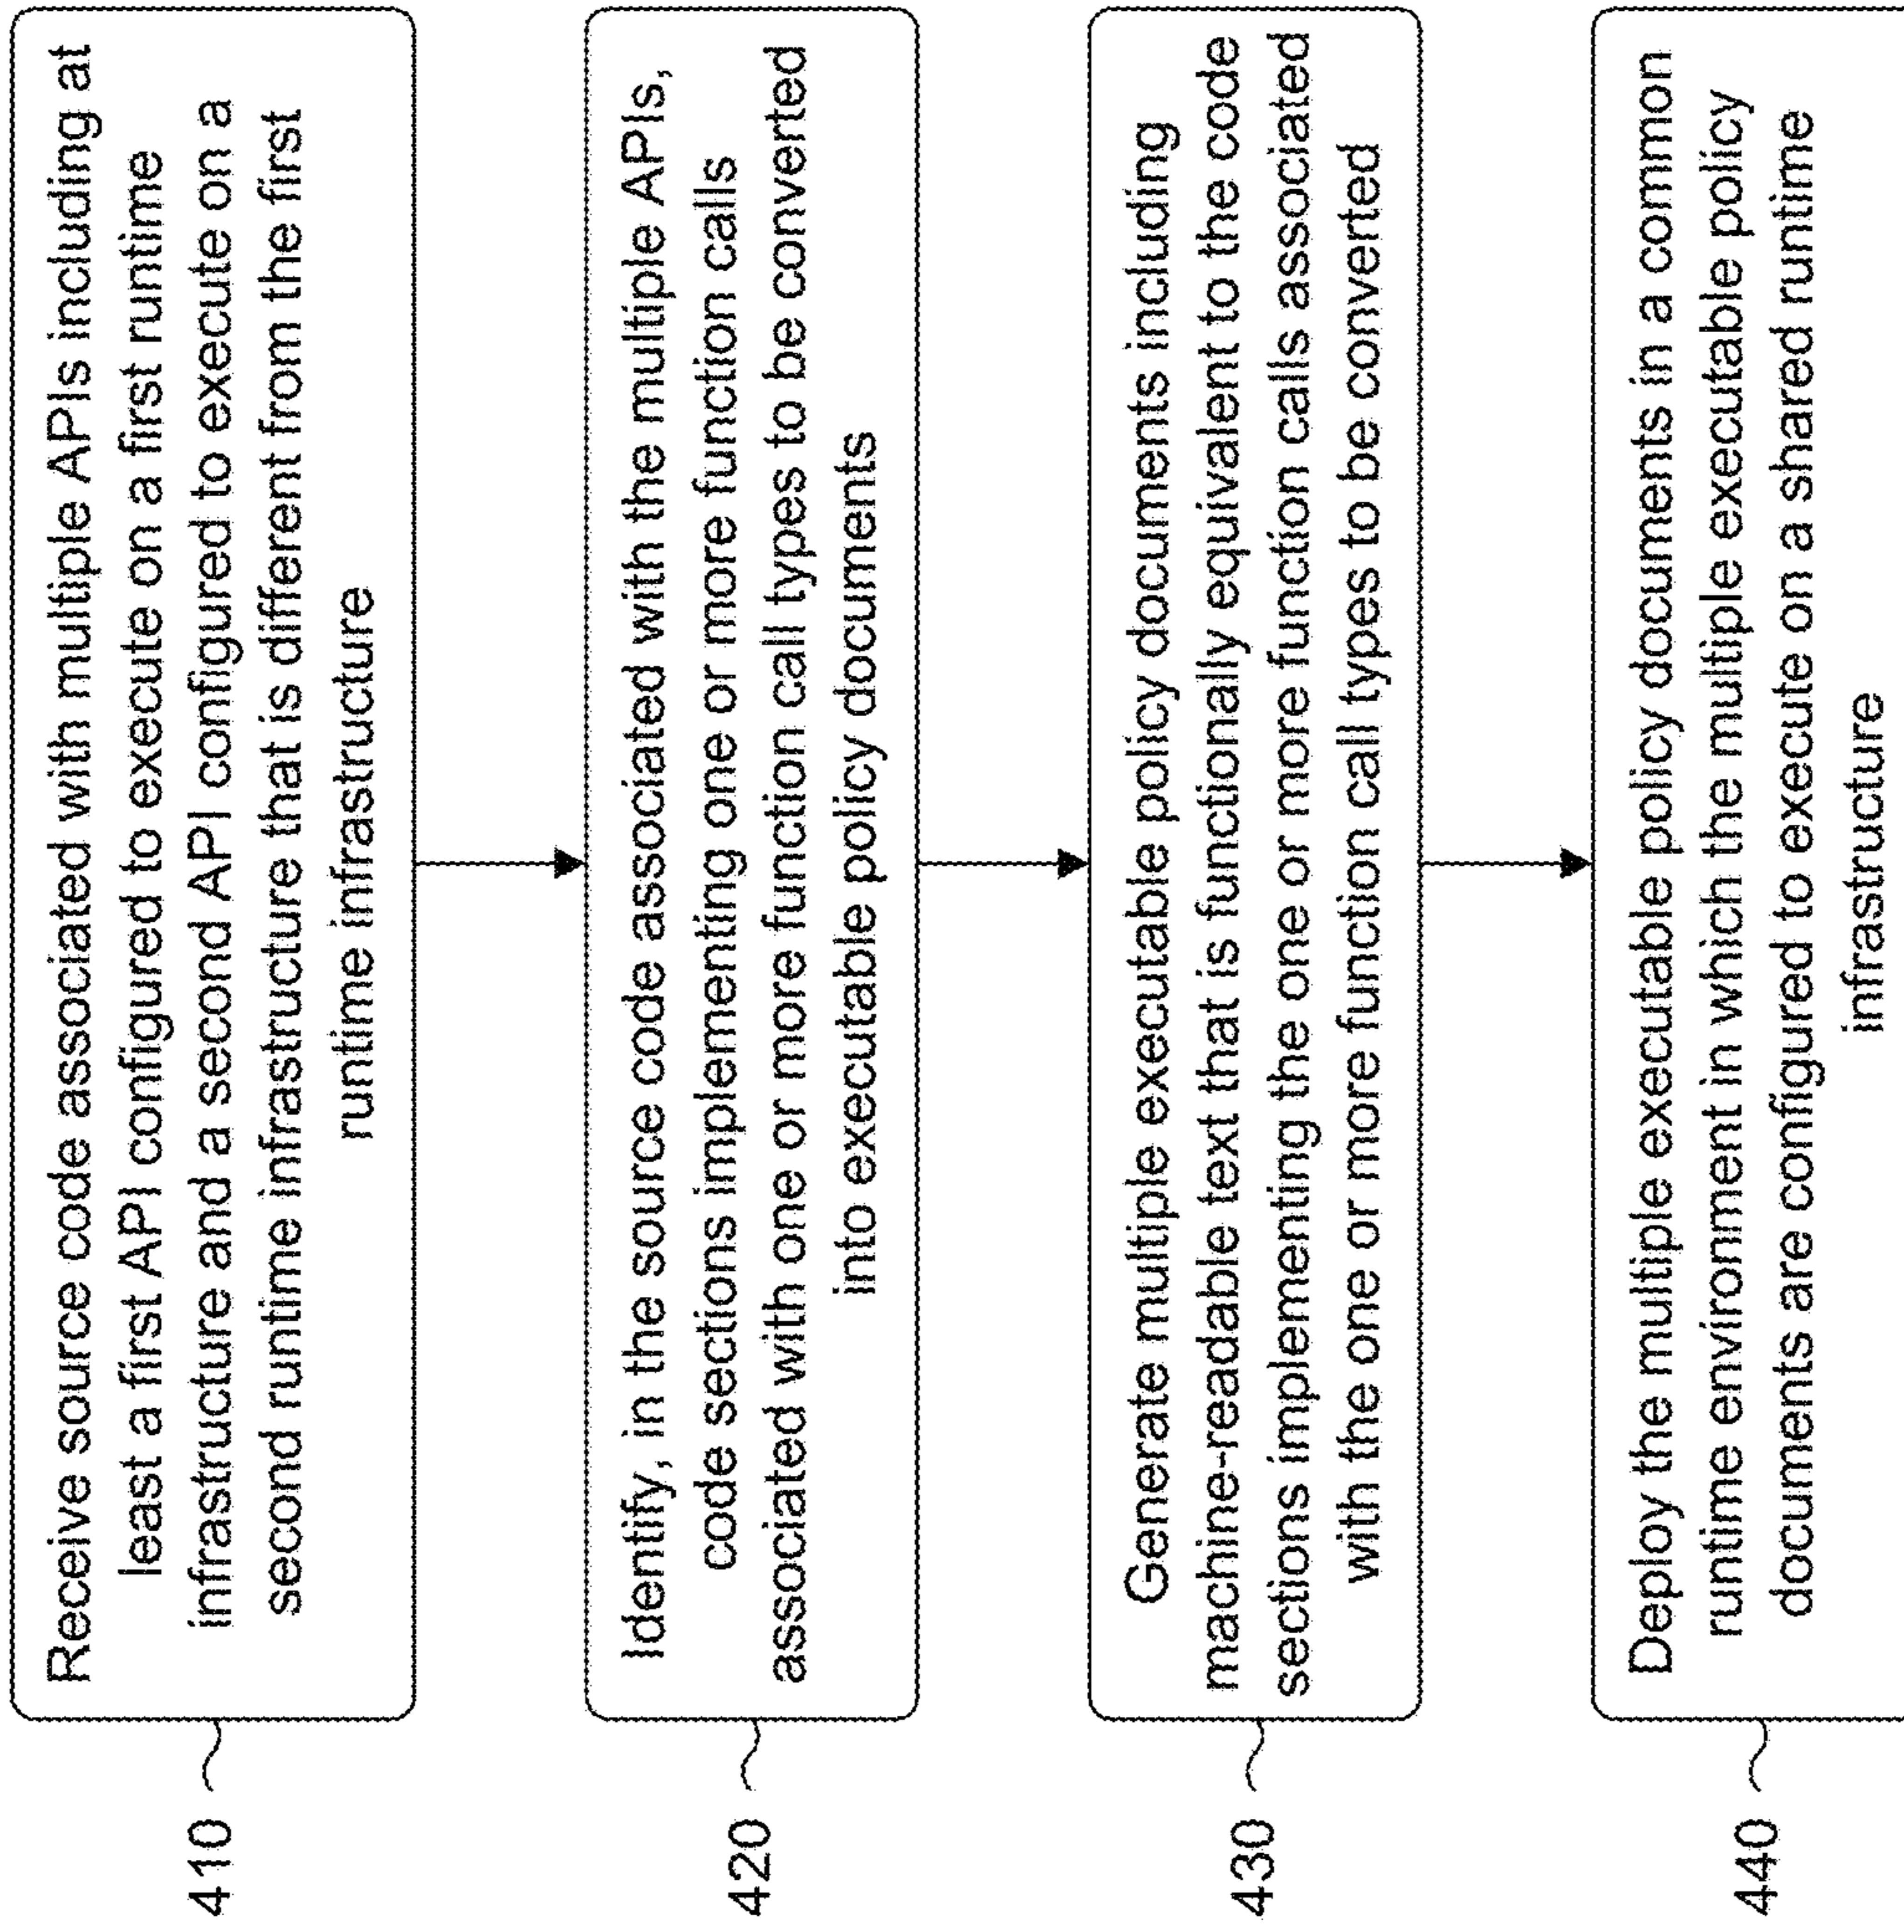 410
Receive source code associated with multiple APIs including at
least a first API configured to execute on a first runtime
infrastructure and a second API configured to execute on a
second runtime infrastructure that is different from the first
runtime infrastructure
420
Identify, in the source code associated with the multiple APIs,
code sections implementing one or more function calls
associated with one or more function call types to be converted
into executable policy documents
430
Generate multiple executable policy documents including
machine-readable text that is functionally equivalent to the code
sections implementing the one or more function calls associated
with the one or more function call types to be converted
440
Deploy the multiple executable policy documents in a common
runtime environment in which the multiple executable policy
documents are configured to execute on a shared runtime
infrastructure